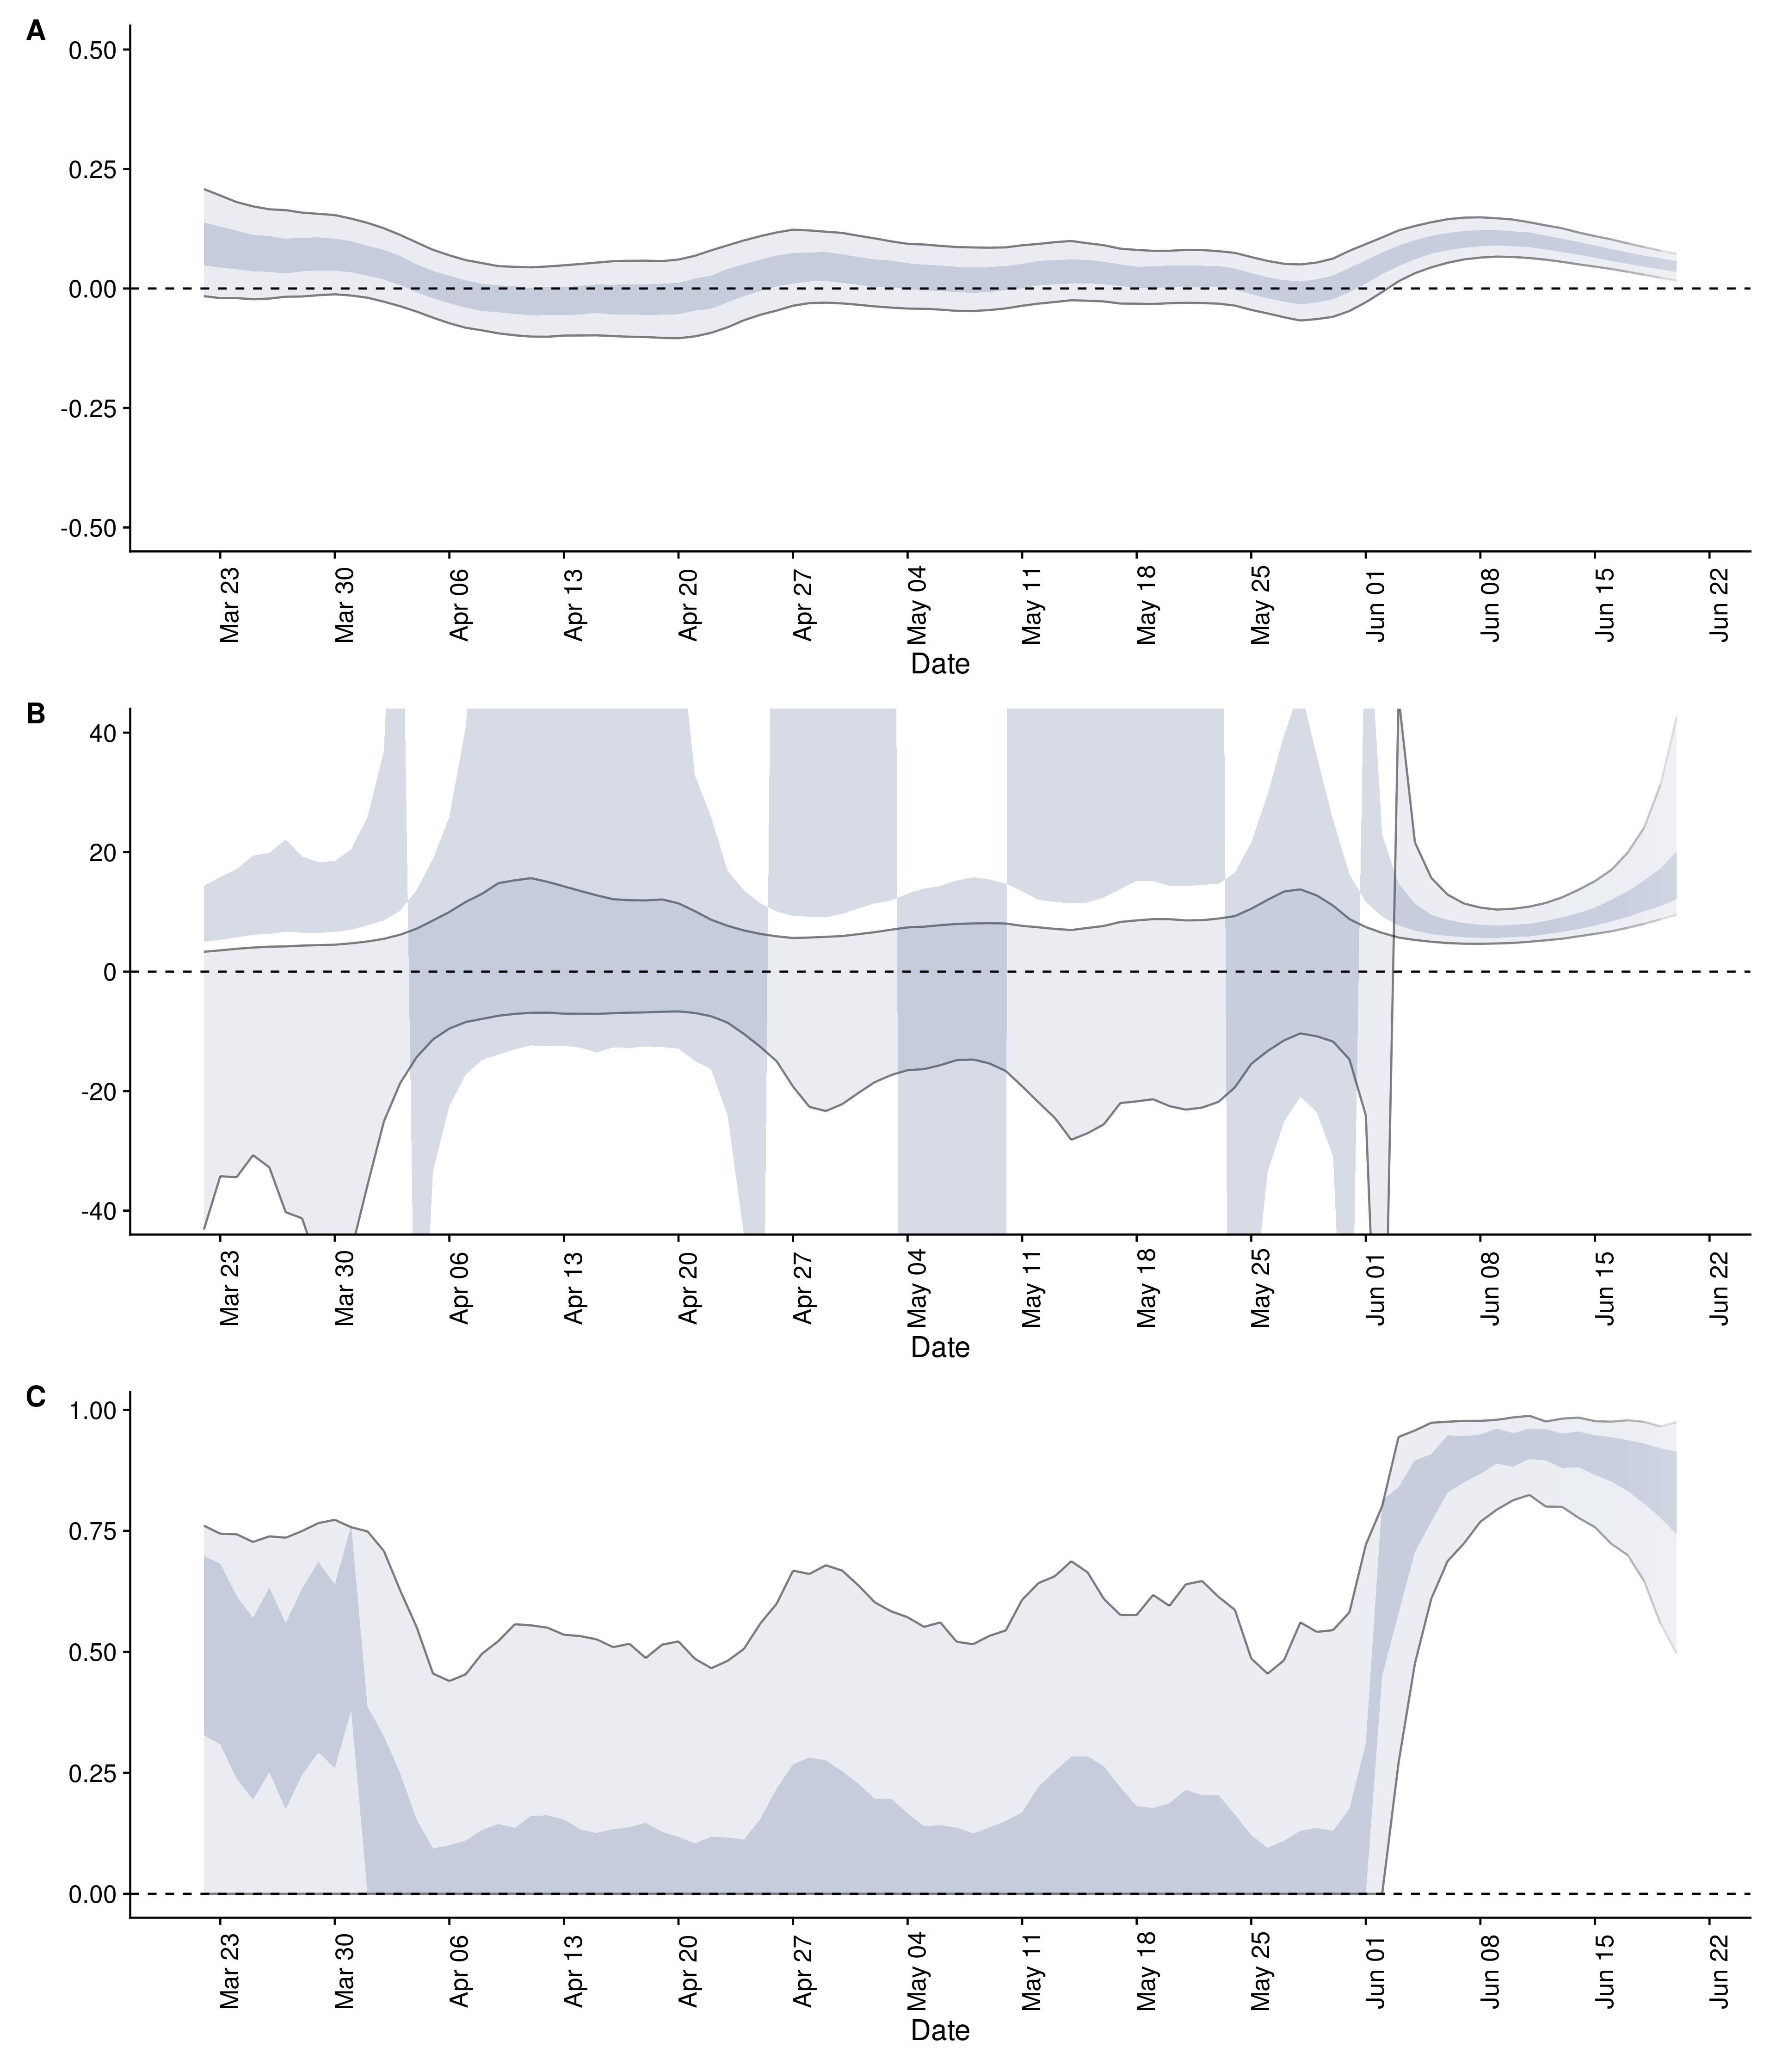 A
0.50
0.25
0.00
-0.25
-0.50
Mar 23
Mar 30
Apr 06
Apr 13
Apr 20
Apr 27
May 04
May 11
May 18
May 25
Jun 01
Jun 08
Jun 15
Jun 22
Date
B
40
20
0
-20
-40
Mar 23
Mar 30
Apr 06
Apr 13
Apr 20
Apr 27
May 04
May 11
May 18
May 25
Jun 01
Jun 08
Jun 15
Jun 22
Date
C
1.00
0.75
0.50
0.25
0.00
Mar 23
Mar 30
Apr 06
Apr 13
Apr 20
Apr 27
May 04
May 11
May 18
May 25
Jun 01
Jun 08
Jun 15
Jun 22
Date